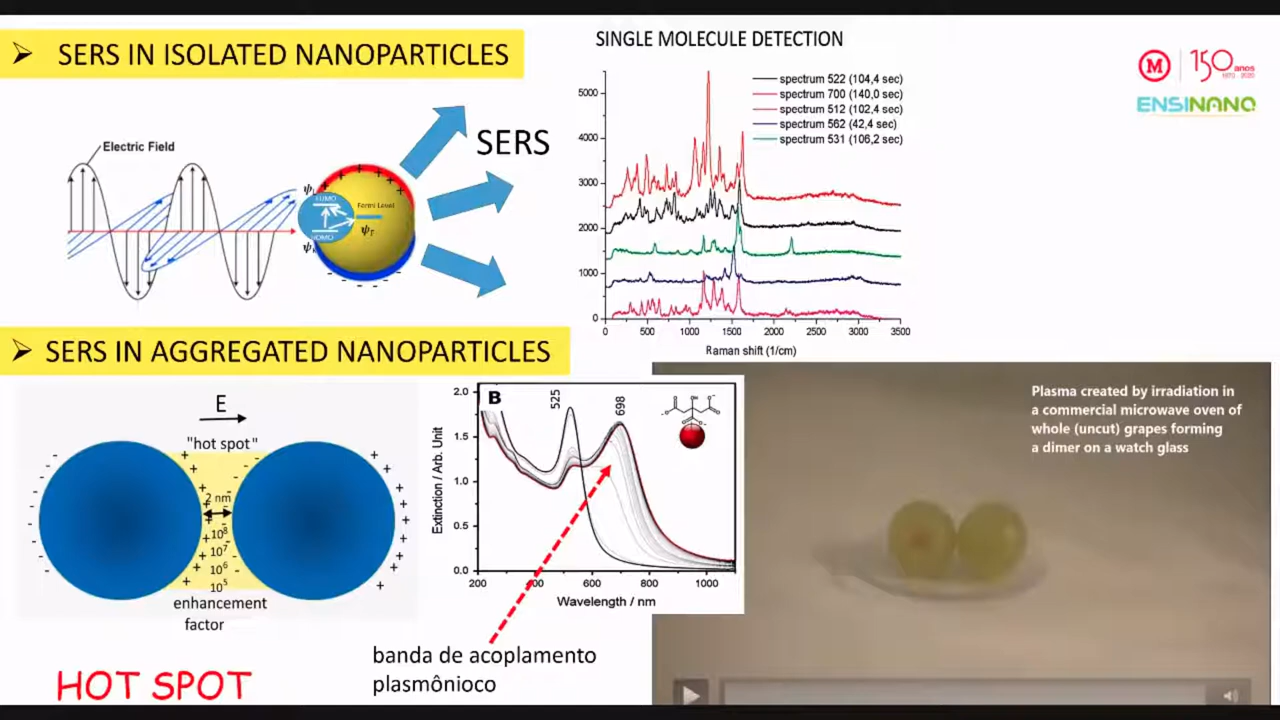 SERS IN ISOLATED NANOPARTICLES
Electric Field
SERS
LUMO
HOMO
Fermi Level
ψF
SINGLE MOLECULE DETECTION
spectrum 522 (104,4 sec)
spectrum 700 (140,0 sec)
spectrum 512 (102,4 sec)
spectrum 562 (42,4 sec)
spectrum 531 (106,2 sec)
5000
4000
3000
2000
1000
0
0 500 1000 1500 2000 2500 3000 3500
Raman shift (1/cm)
M 150 anos
1870 2020
ENSINANO
SERS IN AGGREGATED NANOPARTICLES
E
"hot spot"
2 nm
10⁸
10⁷
10⁶
10⁵
enhancement
factor
HOT SPOT
B
525
698
OH
2.0
1.5
1.0
0.5
0.0
Extinction / Arb. Unit
200 400 600 800 1000
Wavelength / nm
banda de acoplamento
plasmônioco
Plasma created by irradiation in
a commercial microwave oven of
whole (uncut) grapes forming
a dimer on a watch glass